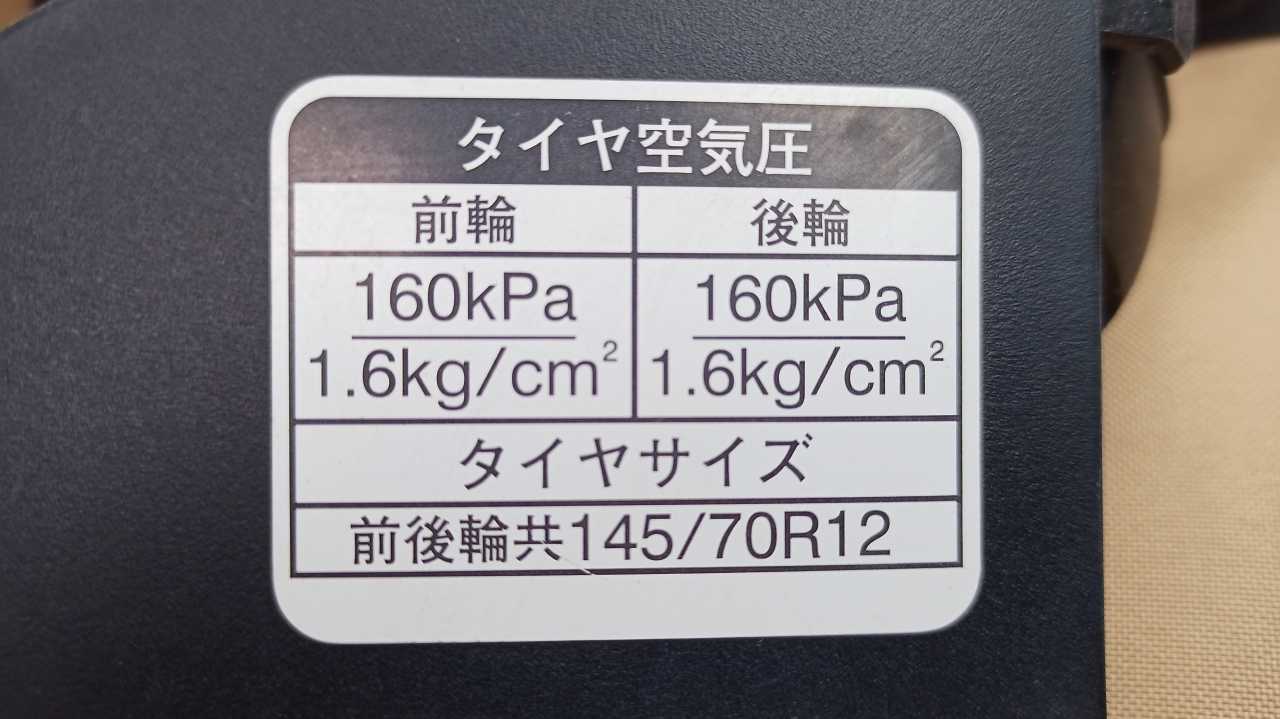 タイヤ空気圧
前輪 後輪
160kPa 160kPa
1.6kg/cm² 1.6kg/cm²
タイヤサイズ
前後輪共145/70R12